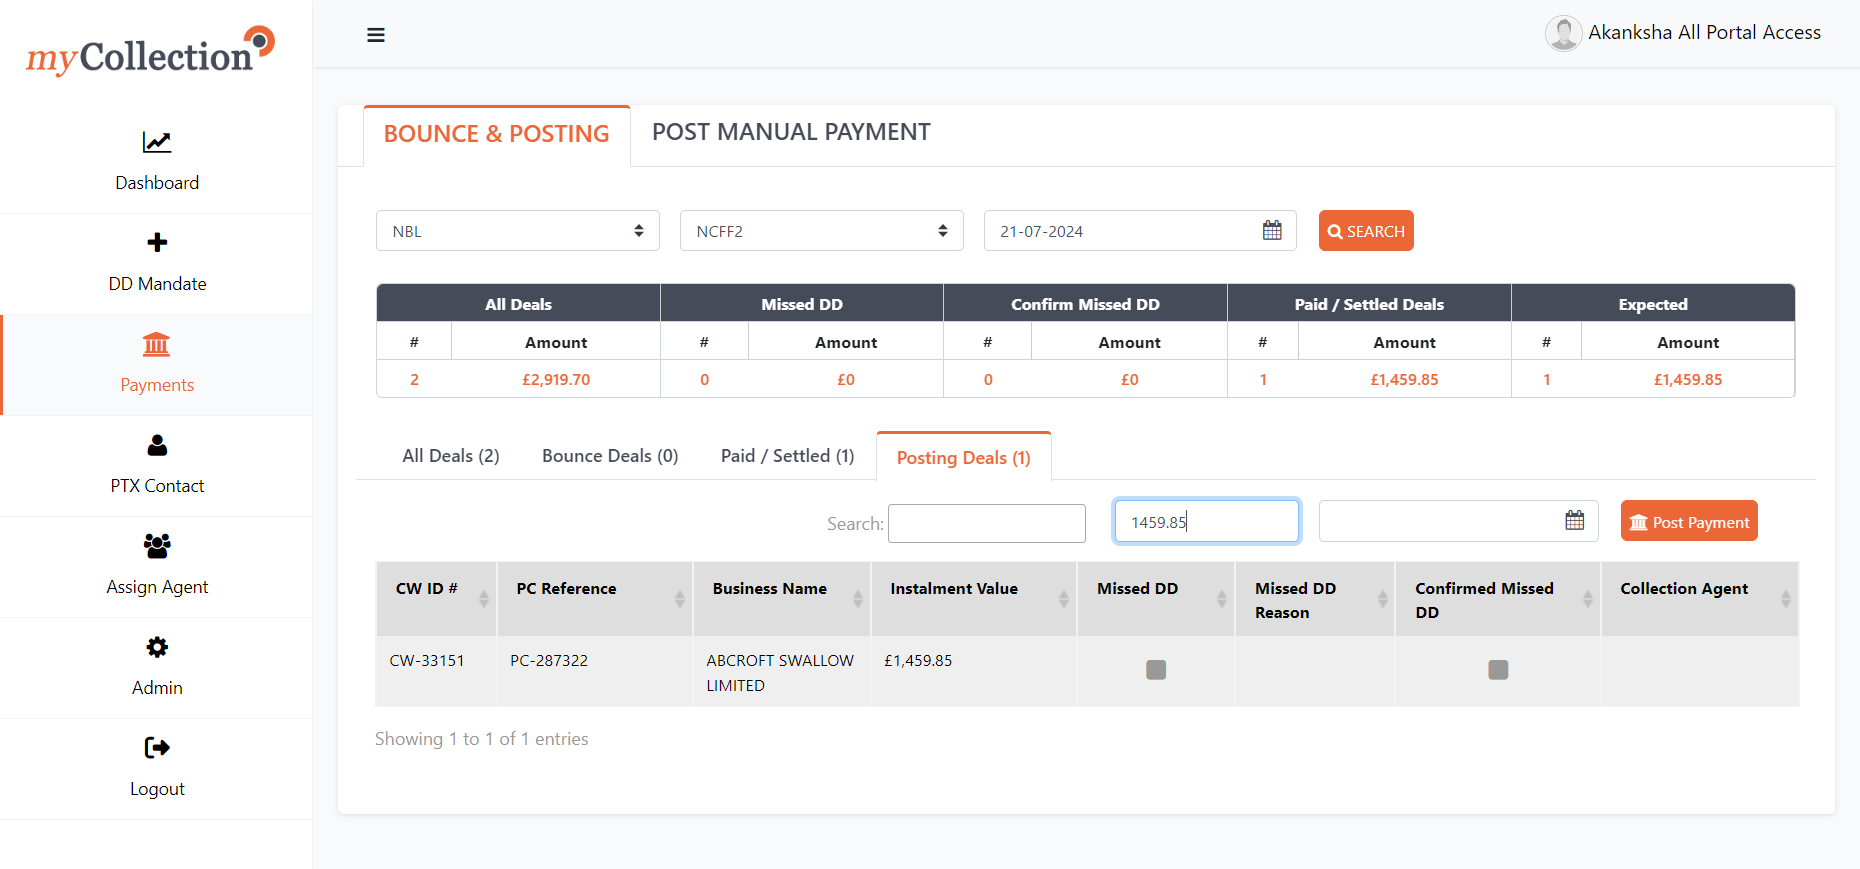 myCollection
Akanksha All Portal Access
Dashboard
DD Mandate
Payments
PTX Contact
Assign Agent
Admin
Logout
BOUNCE & POSTING POST MANUAL PAYMENT
NBL NCFF2 21-07-2024 SEARCH
All Deals Missed DD Confirm Missed DD Paid / Settled Deals Expected
# Amount # Amount # Amount # Amount # Amount
2 £2,919.70 0 £0 0 £0 1 £1,459.85 1 £1,459.85
All Deals (2) Bounce Deals (0) Paid / Settled (1) Posting Deals (1)
Search: 1459.85 Post Payment
CW ID # PC Reference Business Name Instalment Value Missed DD Missed DD Reason Confirmed Missed DD Collection Agent
CW-33151 PC-287322 ABCROFT SWALLOW LIMITED £1,459.85
Showing 1 to 1 of 1 entries